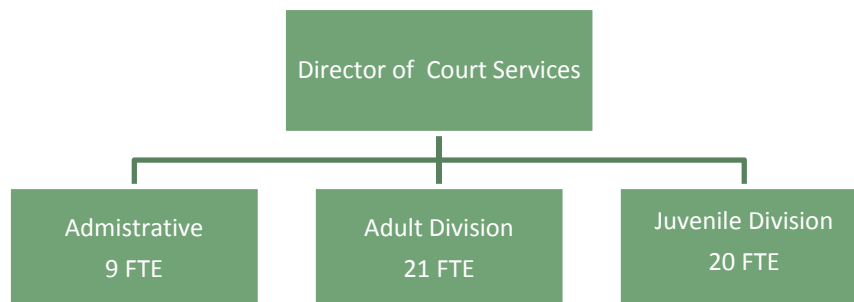 Director of Court Services
Admistrative
9 FTE
Adult Division
21 FTE
Juvenile Division
20 FTE